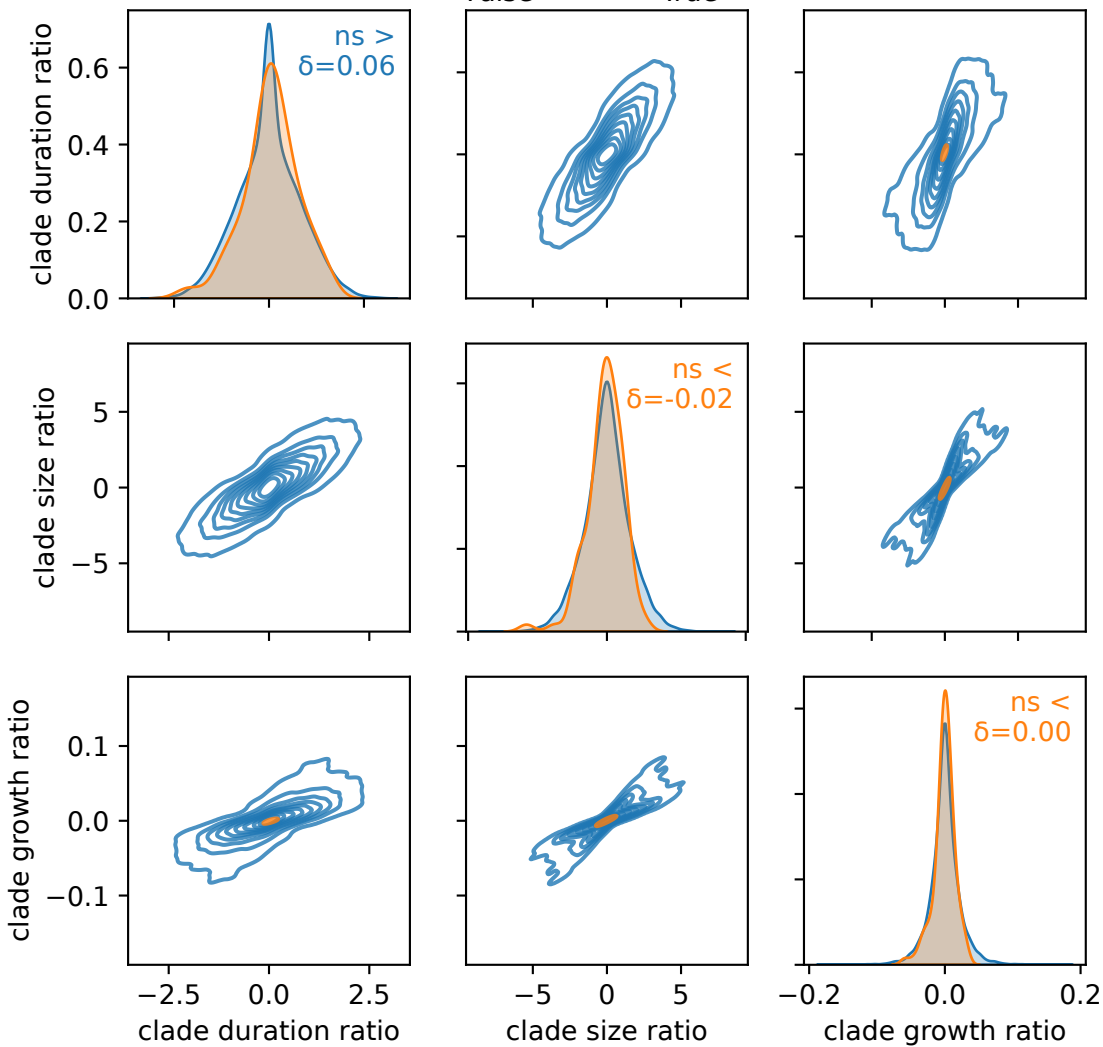 clade duration ratio
0.6
0.4
0.2
0.0
ns >
δ=0.06
clade size ratio
5
0
−5
ns <
δ=-0.02
clade growth ratio
0.1
0.0
−0.1
ns <
δ=0.00
−2.5 0.0 2.5
−5 0 5
−0.2 0.0 0.2
clade duration ratio
clade size ratio
clade growth ratio